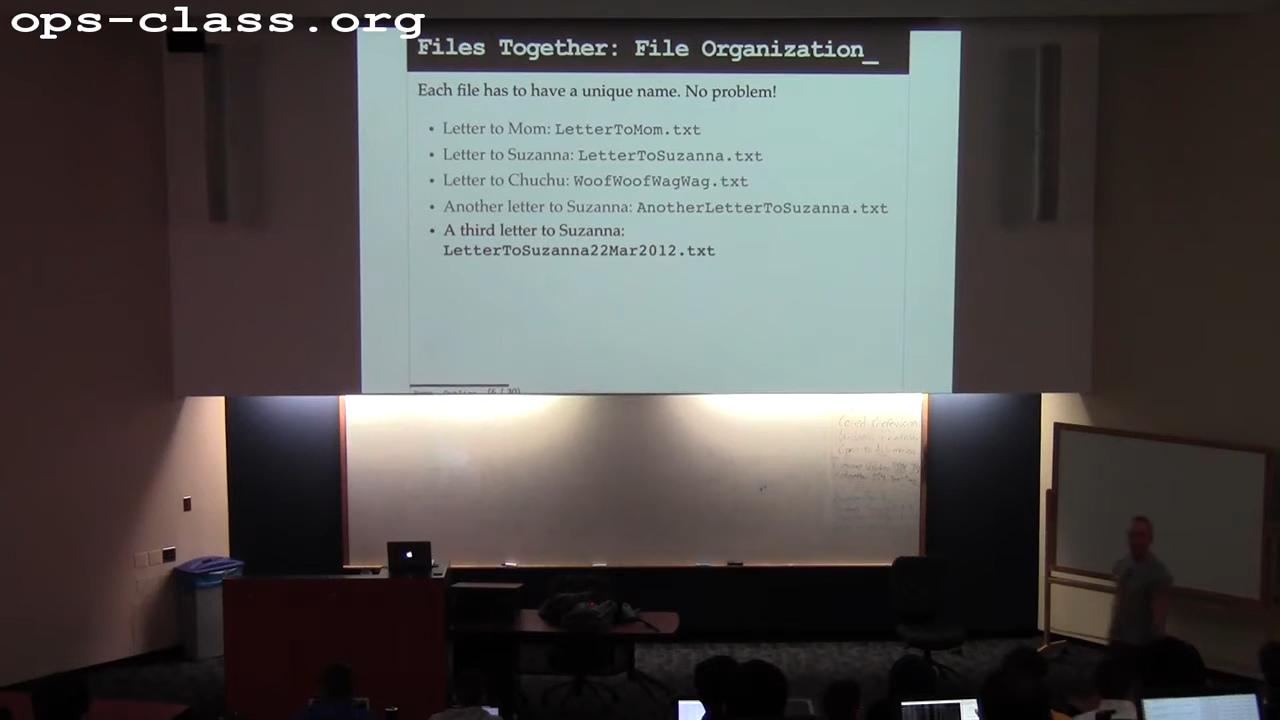 ops-class.org
Files Together: File Organization_
Each file has to have a unique name. No problem!
• Letter to Mom: LetterToMom.txt
• Letter to Suzanna: LetterToSuzanna.txt
• Letter to Chuchu: WoofWoofWagWag.txt
• Another letter to Suzanna: AnotherLetterToSuzanna.txt
• A third letter to Suzanna:
LetterToSuzanna22Mar2012.txt